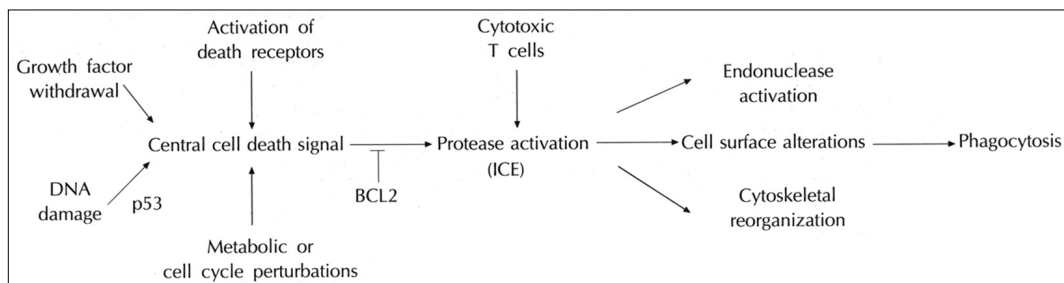 Activation of
death receptors
Cytotoxic
T cells
Growth factor
withdrawal
Endonuclease
activation
Central cell death signal
Protease activation
(ICE)
Cell surface alterations
Phagocytosis
DNA
damage
p53
BCL2
Cytoskeletal
reorganization
Metabolic or
cell cycle perturbations